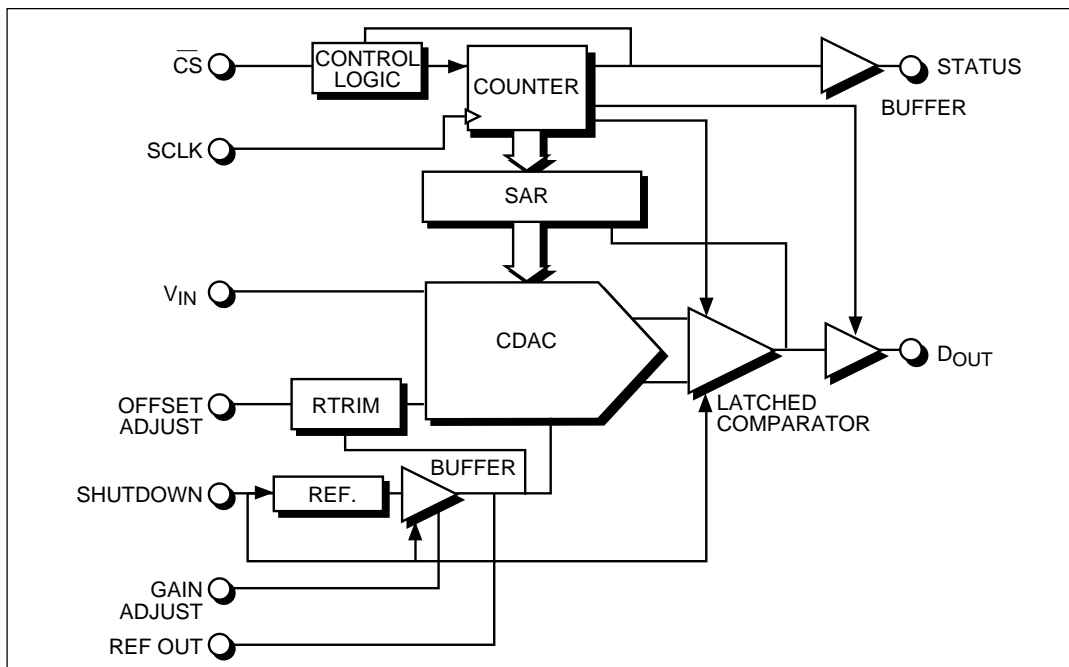 CS
CONTROL
LOGIC
COUNTER
STATUS
BUFFER
SCLK
SAR
VIN
CDAC
DOUT
OFFSET
ADJUST
RTRIM
LATCHED
COMPARATOR
BUFFER
SHUTDOWN
REF.
GAIN
ADJUST
REF OUT